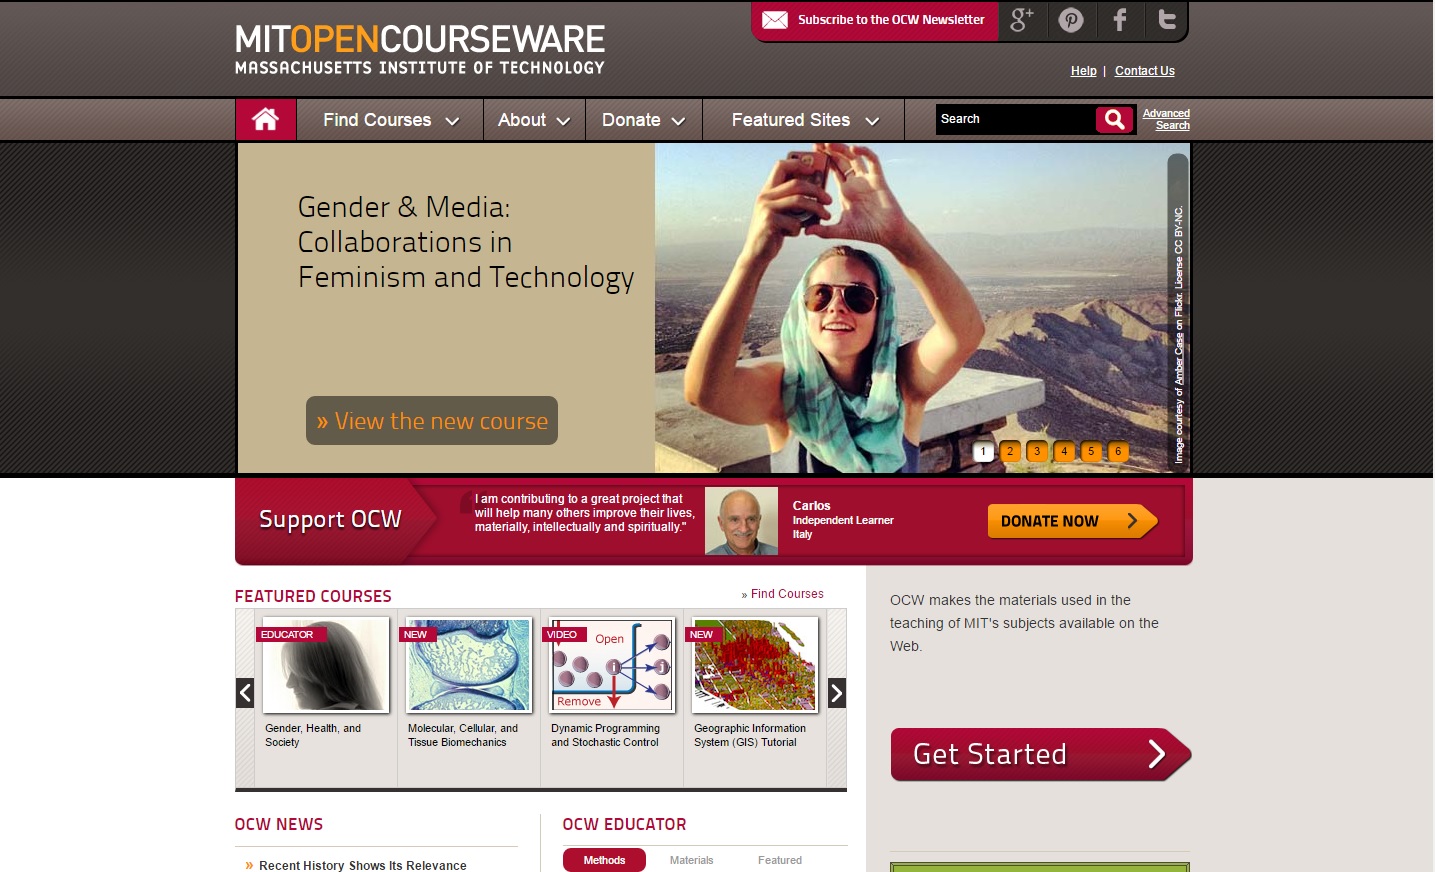 Subscribe to the OCW Newsletter
MITOPENCOURSEWARE
MASSACHUSETTS INSTITUTE OF TECHNOLOGY
Help | Contact Us
Find Courses
About
Donate
Featured Sites
Search
Advanced
Search
Gender & Media:
Collaborations in
Feminism and Technology
» View the new course
Image courtesy of Amber Case on Flickr. License CC BY-NC.
1 2 3 4 5 6
Support OCW
"I am contributing to a great project that
will help many others improve their lives,
materially, intellectually and spiritually."
Carlos
Independent Learner
Italy
DONATE NOW
FEATURED COURSES
» Find Courses
EDUCATOR
Gender, Health, and
Society
NEW
Molecular, Cellular, and
Tissue Biomechanics
VIDEO
Open
i
j
Remove
Dynamic Programming
and Stochastic Control
NEW
Geographic Information
System (GIS) Tutorial
OCW makes the materials used in the
teaching of MIT's subjects available on the
Web.
Get Started
OCW NEWS
» Recent History Shows Its Relevance
OCW EDUCATOR
Methods
Materials
Featured